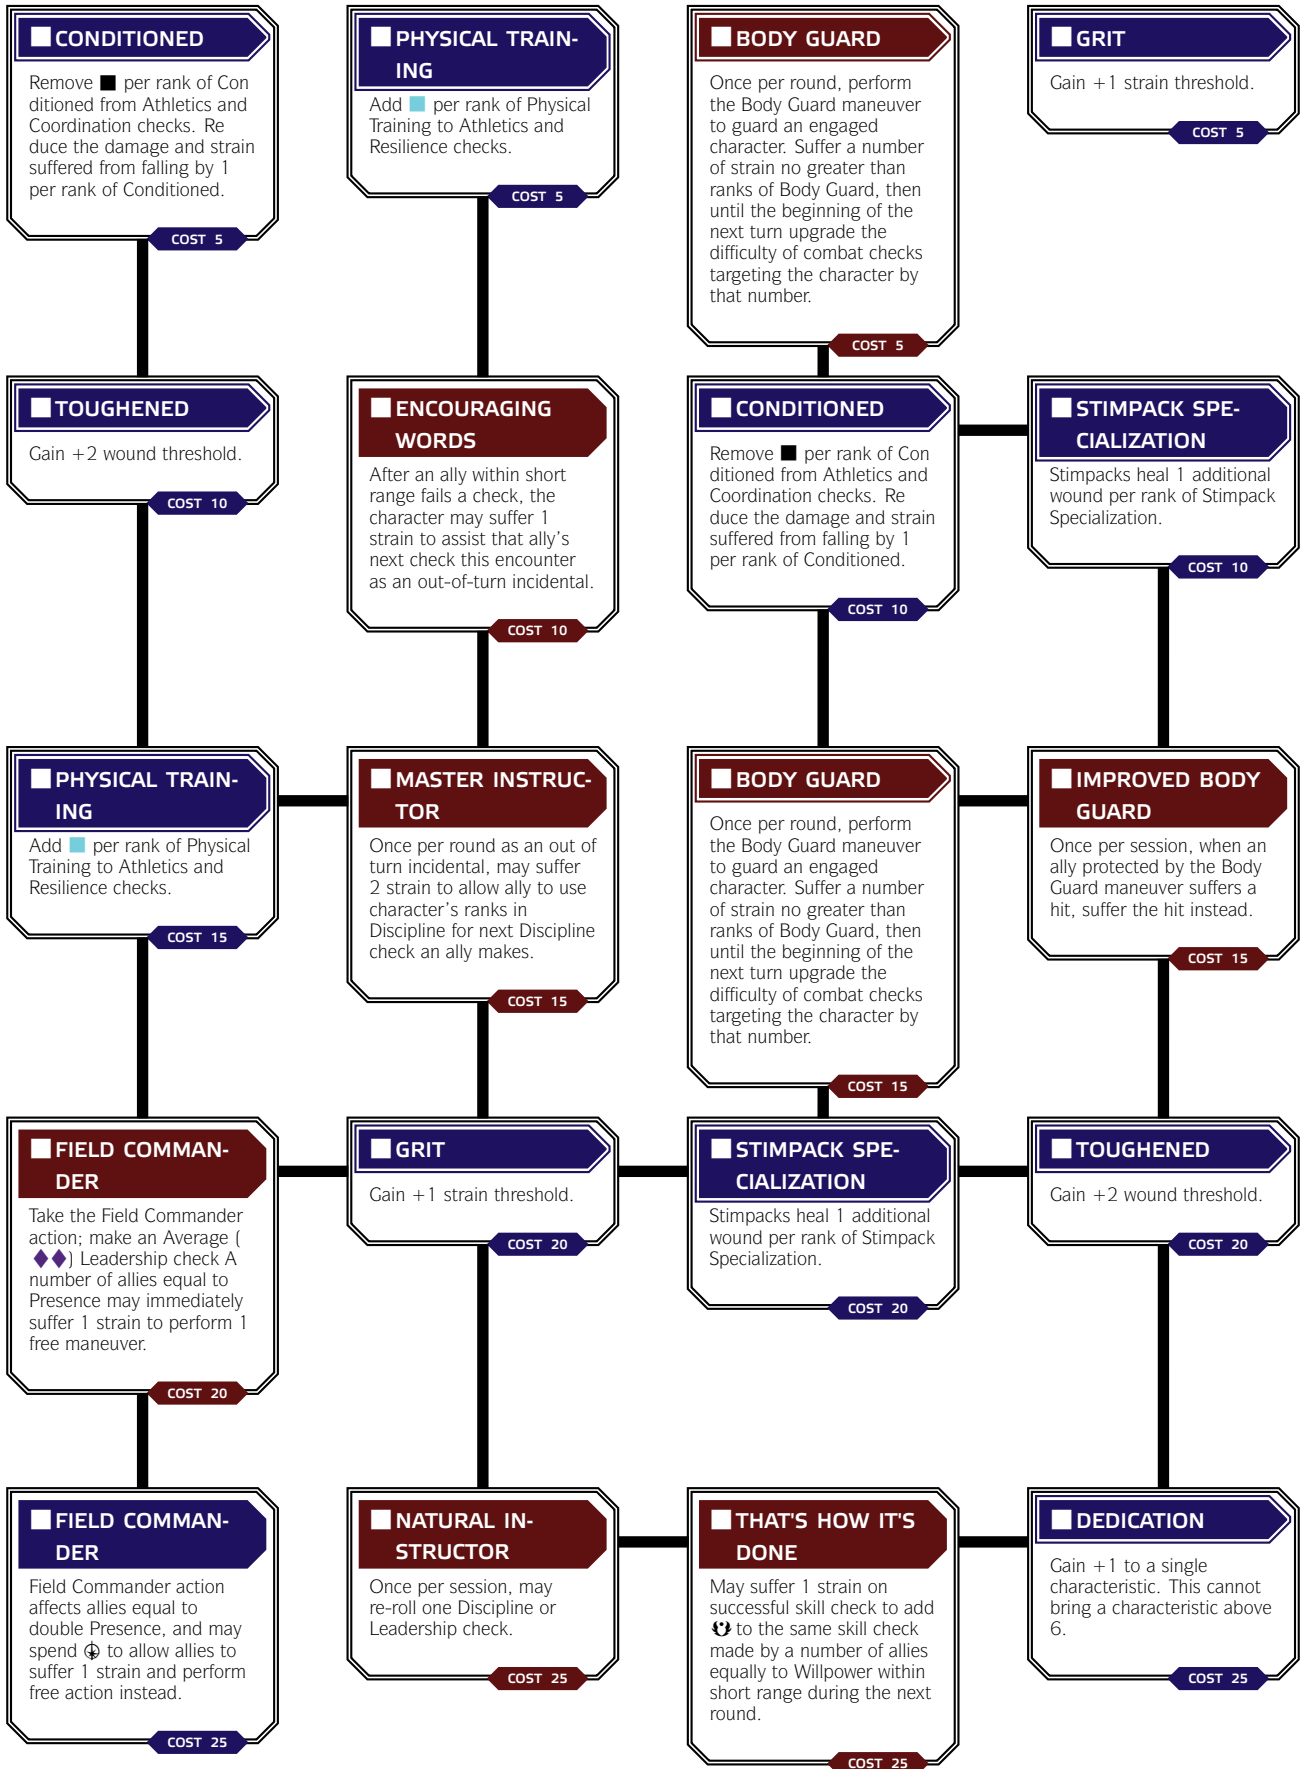 CONDITIONED
Remove per rank of Con
ditioned from Athletics and
Coordination checks. Re
duce the damage and strain
suffered from falling by 1
per rank of Conditioned.
COST 5
PHYSICAL TRAIN-
ING
Add per rank of Physical
Training to Athletics and
Resilience checks.
COST 5
BODY GUARD
Once per round, perform
the Body Guard maneuver
to guard an engaged
character. Suffer a number
of strain no greater than
ranks of Body Guard, then
until the beginning of the
next turn upgrade the
difficulty of combat checks
targeting the character by
that number.
COST 5
GRIT
Gain +1 strain threshold.
COST 5
TOUGHENED
Gain +2 wound threshold.
COST 10
ENCOURAGING
WORDS
After an ally within short
range fails a check, the
character may suffer 1
strain to assist that ally's
next check this encounter
as an out-of-turn incidental.
COST 10
CONDITIONED
Remove per rank of Con
ditioned from Athletics and
Coordination checks. Re
duce the damage and strain
suffered from falling by 1
per rank of Conditioned.
COST 10
STIMPACK SPE-
CIALIZATION
Stimpacks heal 1 additional
wound per rank of Stimpack
Specialization.
COST 10
PHYSICAL TRAIN-
ING
Add per rank of Physical
Training to Athletics and
Resilience checks.
COST 15
MASTER INSTRUC-
TOR
Once per round as an out of
turn incidental, may suffer
2 strain to allow ally to use
character's ranks in
Discipline for next Discipline
check an ally makes.
COST 15
BODY GUARD
Once per round, perform
the Body Guard maneuver
to guard an engaged
character. Suffer a number
of strain no greater than
ranks of Body Guard, then
until the beginning of the
next turn upgrade the
difficulty of combat checks
targeting the character by
that number.
COST 15
IMPROVED BODY
GUARD
Once per session, when an
ally protected by the Body
Guard maneuver suffers a
hit, suffer the hit instead.
COST 15
FIELD COMMAN-
DER
Take the Field Commander
action; make an Average (
◆◆) Leadership check A
number of allies equal to
Presence may immediately
suffer 1 strain to perform 1
free maneuver.
COST 20
GRIT
Gain +1 strain threshold.
COST 20
STIMPACK SPE-
CIALIZATION
Stimpacks heal 1 additional
wound per rank of Stimpack
Specialization.
COST 20
TOUGHENED
Gain +2 wound threshold.
COST 20
FIELD COMMAN-
DER
Field Commander action
affects allies equal to
double Presence, and may
spend to allow allies to
suffer 1 strain and perform
free action instead.
COST 25
NATURAL IN-
STRUCTOR
Once per session, may
re-roll one Discipline or
Leadership check.
COST 25
THAT'S HOW IT'S
DONE
May suffer 1 strain on
successful skill check to add
to the same skill check
made by a number of allies
equally to Willpower within
short range during the next
round.
COST 25
DEDICATION
Gain +1 to a single
characteristic. This cannot
bring a characteristic above
6.
COST 25